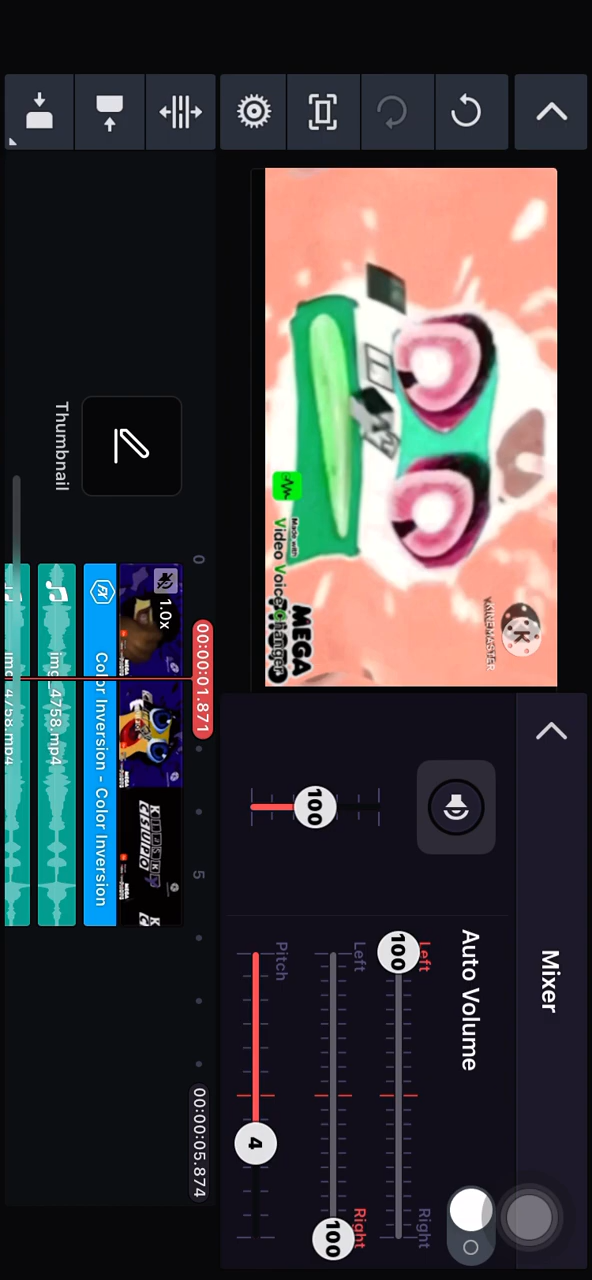 Mixer
Auto Volume
100
Left
Right
100
Left
Right
100
Pitch
4
KINEMASTER
K
L
Made with
Video Voice Changer
MEGA
Thumbnail
0
00:00:01.871
5
00:00:05.874
1.0x
KLASKY
CSUPO
Color Inversion - Color Inversion
img_4758.mp4
img_4758.mp4